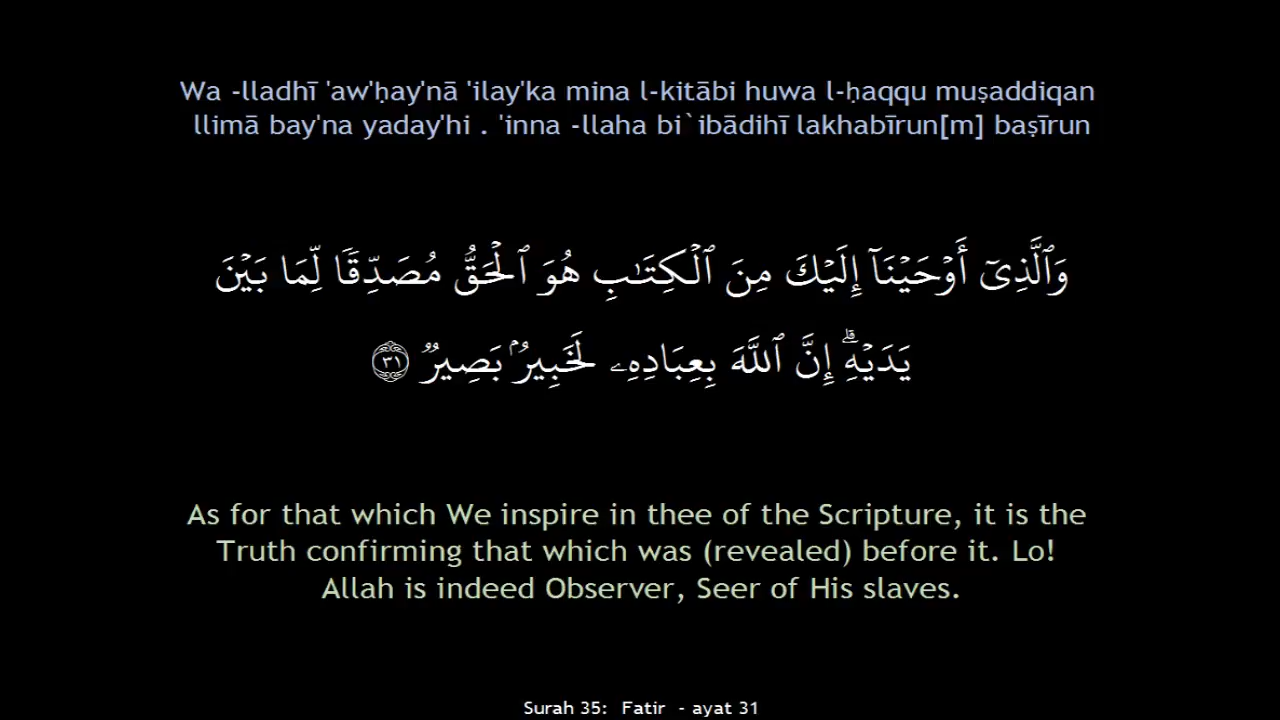 Wa -lladhī 'aw'ḥay'nā 'ilay'ka mina l-kitābi huwa l-ḥaqqu muṣaddiqan
llimā bay'na yaday'hi . 'inna -llaha bi`ibādihī lakhabīrun[m] baṣīrun
وَٱلَّذِىٓ أَوۡحَيۡنَآ إِلَيۡكَ مِنَ ٱلۡكِتَـٰبِ هُوَ ٱلۡحَقُّ مُصَدِّقًا لِّمَا بَيۡنَ
يَدَيۡهِۗ إِنَّ ٱللَّهَ بِعِبَادِهِۦ لَخَبِيرُۢ بَصِيرٌ ۝٣١
As for that which We inspire in thee of the Scripture, it is the
Truth confirming that which was (revealed) before it. Lo!
Allah is indeed Observer, Seer of His slaves.
Surah 35: Fatir - ayat 31